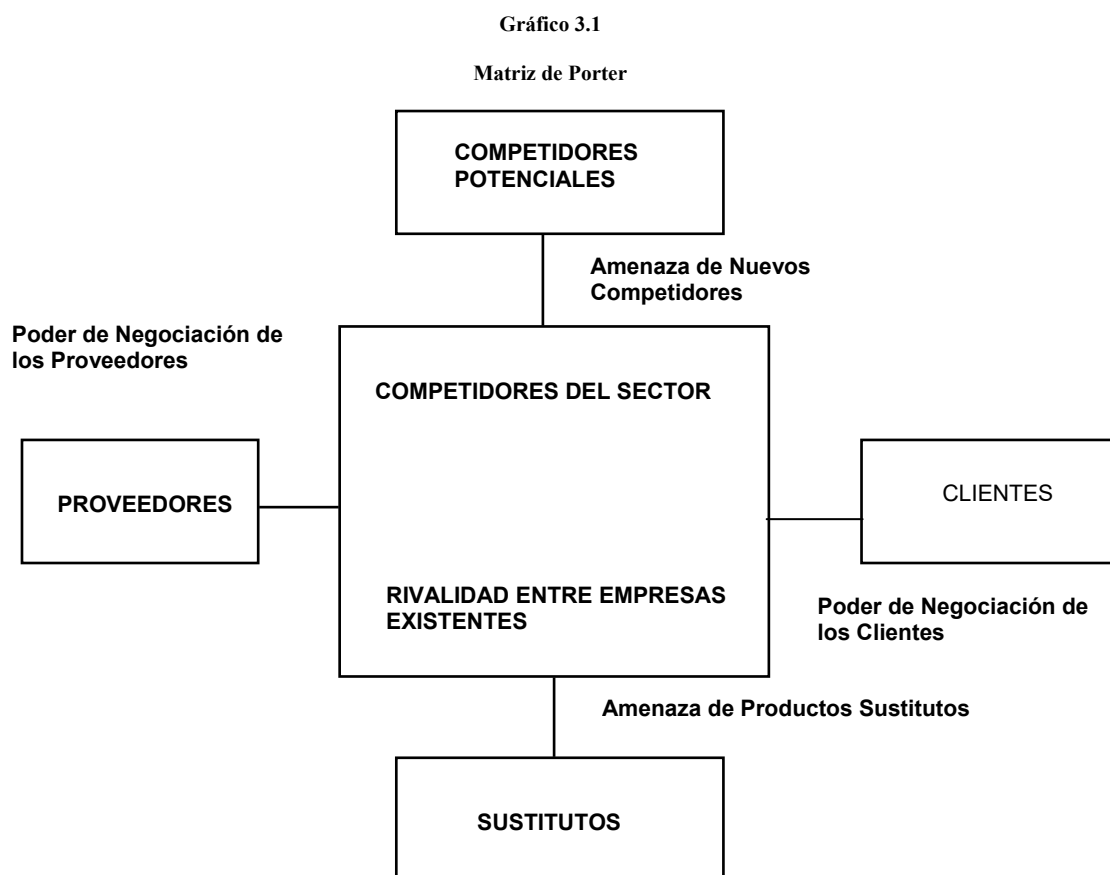 Gráfico 3.1
Matriz de Porter
COMPETIDORES
POTENCIALES
Amenaza de Nuevos
Competidores
Poder de Negociación de
los Proveedores
COMPETIDORES DEL SECTOR
PROVEEDORES
CLIENTES
RIVALIDAD ENTRE EMPRESAS
EXISTENTES
Poder de Negociación de
los Clientes
Amenaza de Productos Sustitutos
SUSTITUTOS